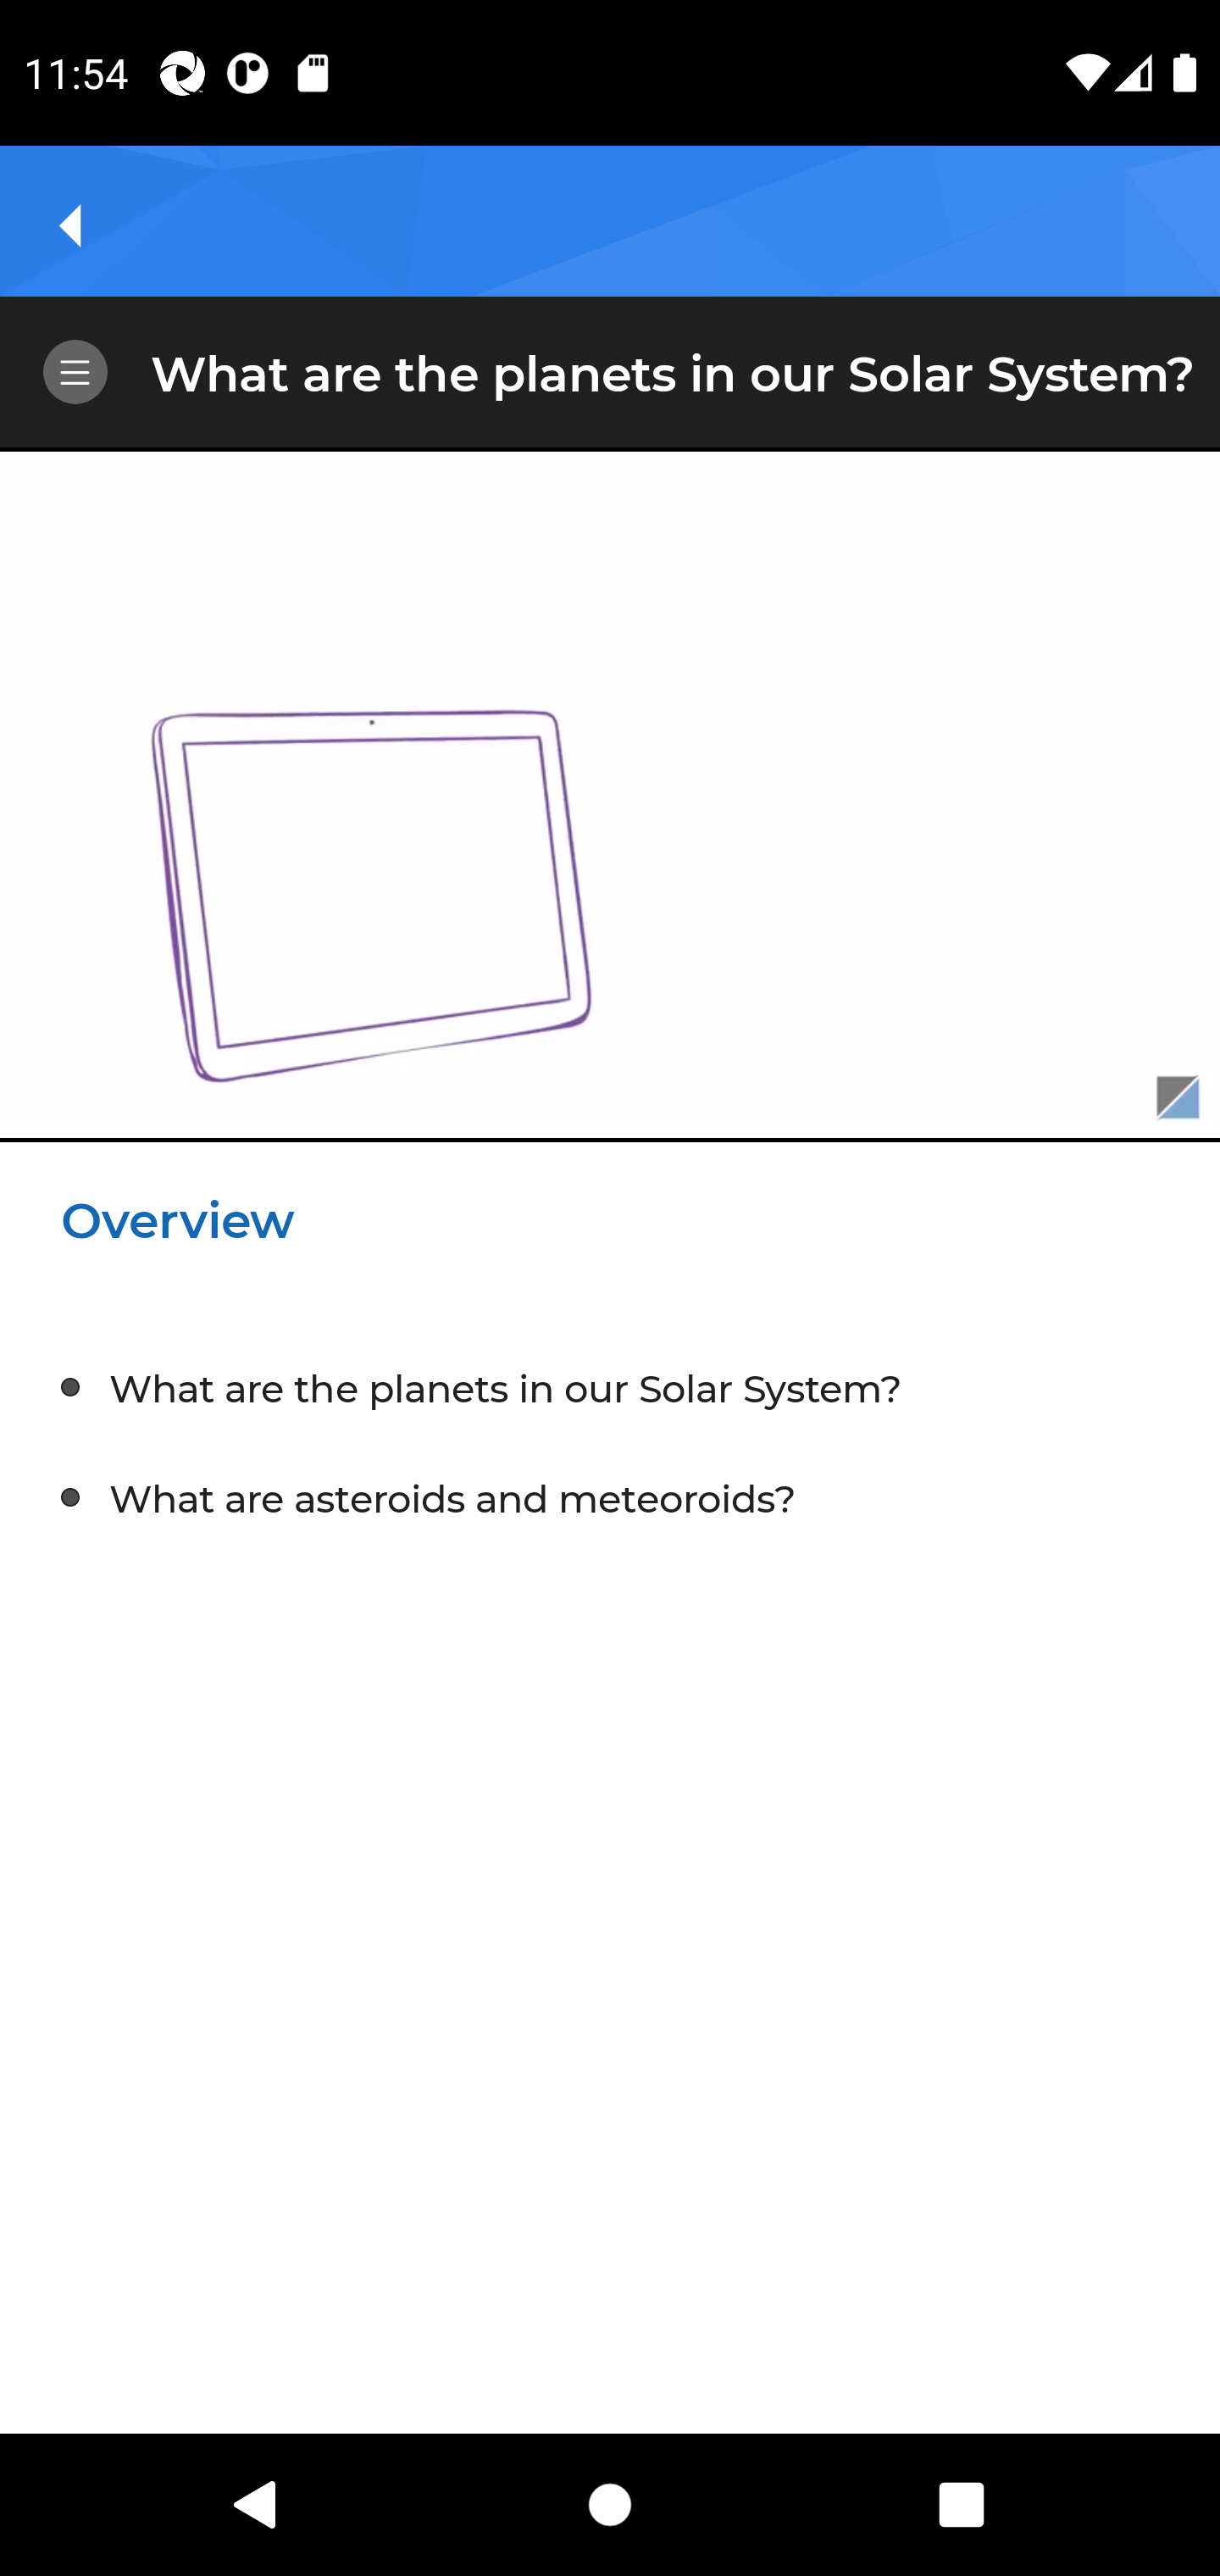 11:54
What are the planets in our Solar System?
Overview
What are the planets in our Solar System?
What are asteroids and meteoroids?